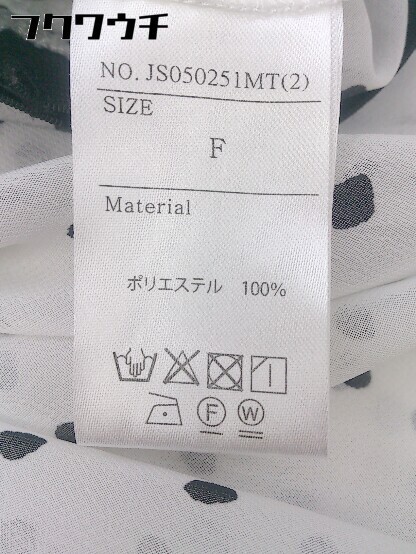 フクワウチ
NO. JS050251MT(2)
SIZE
F
Material
ポリエステル 100%
F W